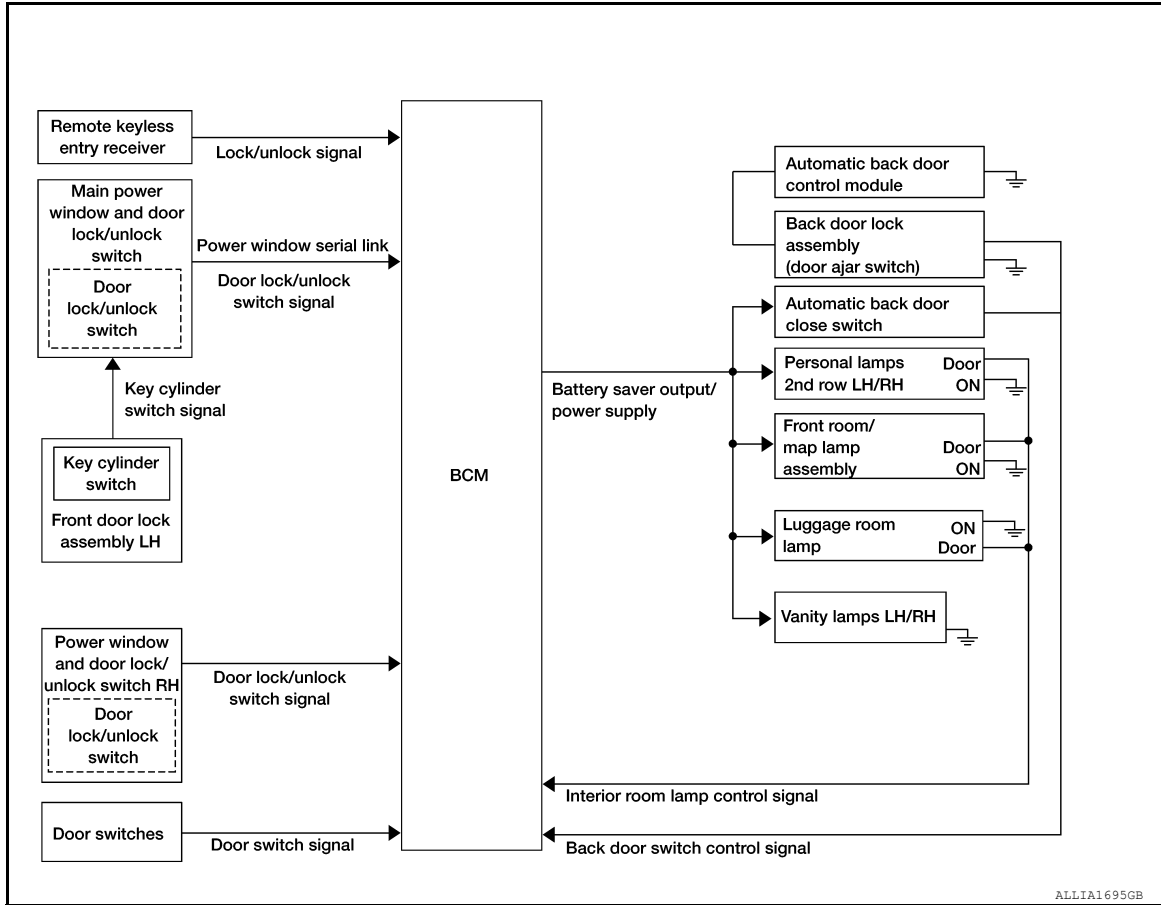 Remote keyless
entry receiver
Lock/unlock signal
Main power
window and door
lock/unlock
switch
Door
lock/unlock
switch
Power window serial link
Door lock/unlock
switch signal
Key cylinder
switch signal
Key cylinder
switch
Front door lock
assembly LH
Power window
and door lock/
unlock switch RH
Door
lock/unlock
switch
Door lock/unlock
switch signal
Door switches
Door switch signal
BCM
Battery saver output/
power supply
Automatic back door
control module
Back door lock
assembly
(door ajar switch)
Automatic back door
close switch
Personal lamps Door
2nd row LH/RH ON
Front room/
map lamp Door
assembly ON
Luggage room ON
lamp Door
Vanity lamps LH/RH
Interior room lamp control signal
Back door switch control signal
ALLIA1695GB